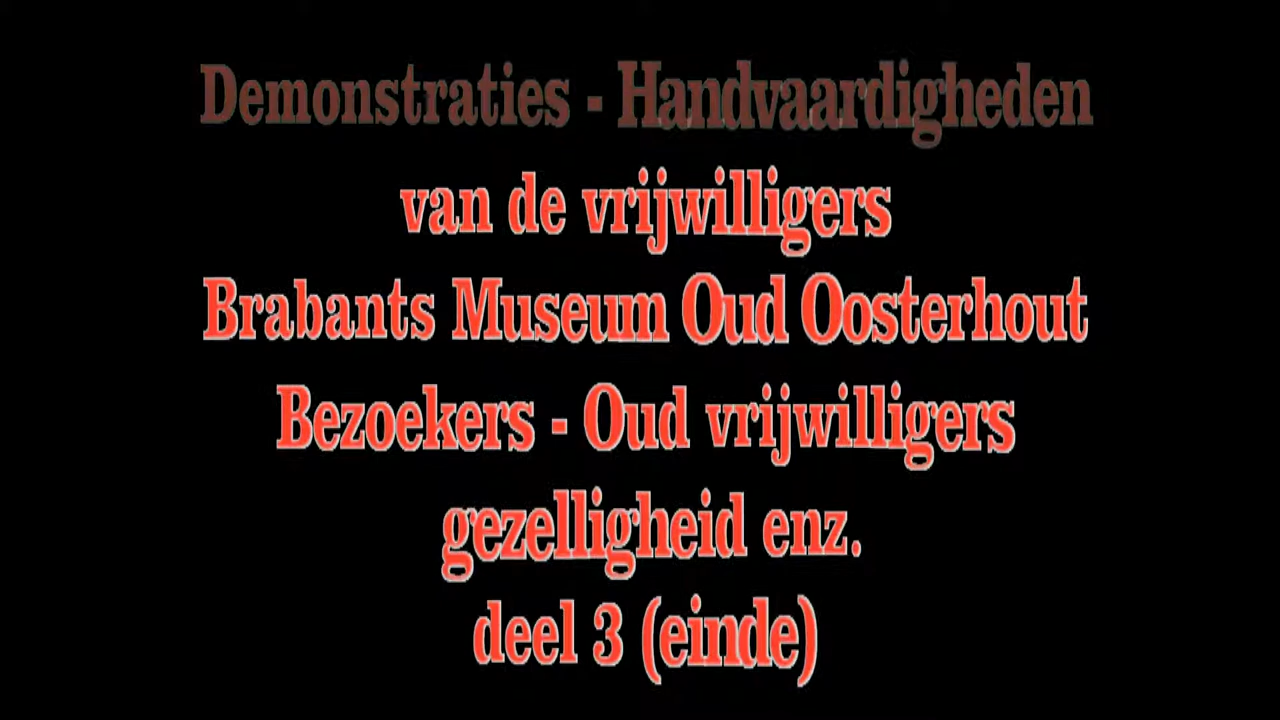 Demonstraties - Handvaardigheden
van de vrijwilligers
Brabants Museum Oud Oosterhout
Bezoekers - Oud vrijwilligers
gezelligheid enz.
deel 3 (einde)